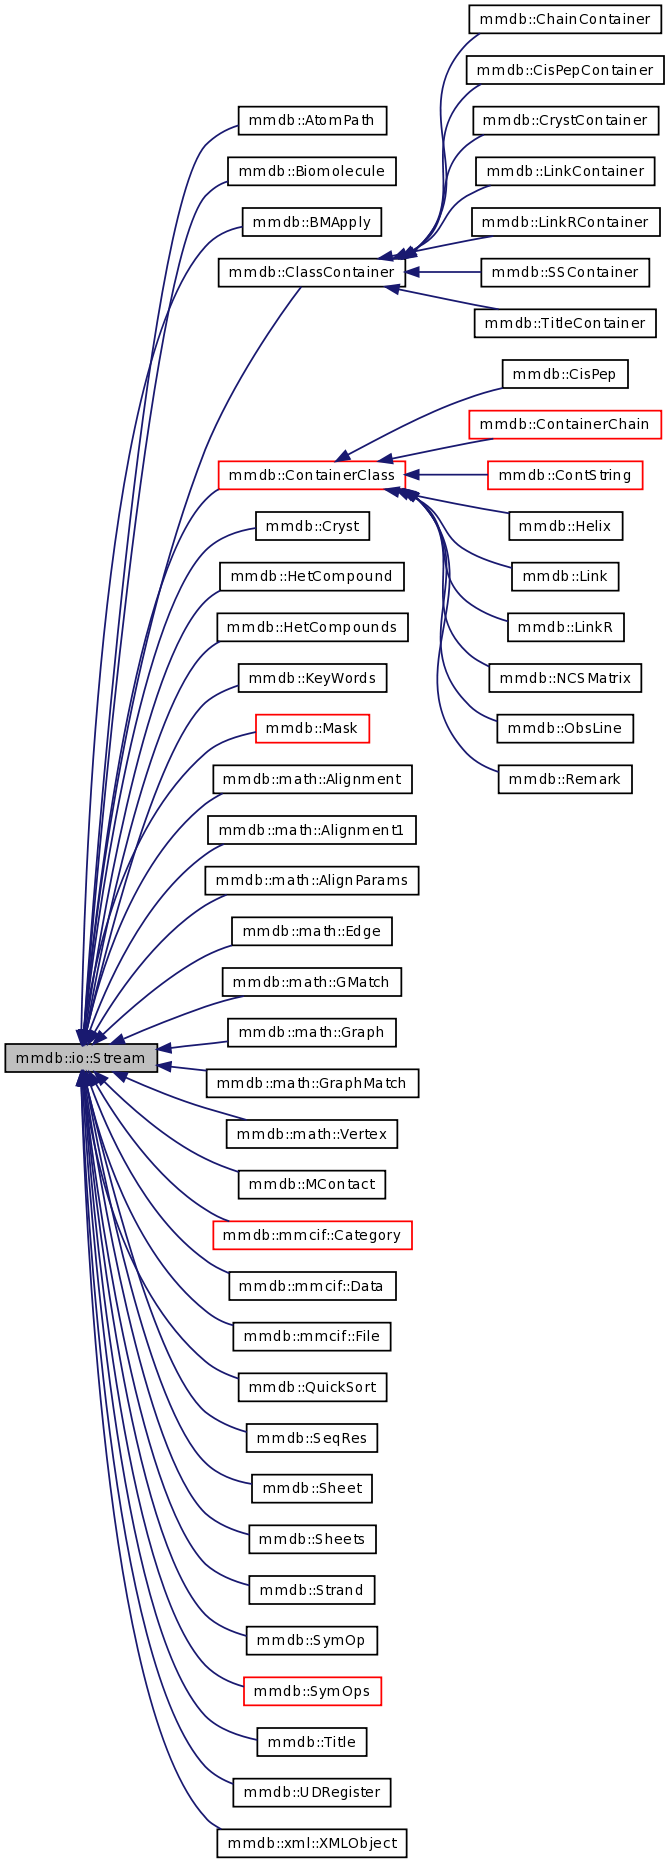 mmdb::ChainContainer
mmdb::CisPepContainer
mmdb::AtomPath
mmdb::CrystContainer
mmdb::Biomolecule
mmdb::LinkContainer
mmdb::BMApply
mmdb::LinkRContainer
mmdb::ClassContainer
mmdb::SSContainer
mmdb::TitleContainer
mmdb::CisPep
mmdb::ContainerChain
mmdb::ContainerClass
mmdb::ContString
mmdb::Cryst
mmdb::Helix
mmdb::HetCompound
mmdb::Link
mmdb::HetCompounds
mmdb::LinkR
mmdb::KeyWords
mmdb::NCSMatrix
mmdb::Mask
mmdb::ObsLine
mmdb::math::Alignment
mmdb::Remark
mmdb::math::Alignment1
mmdb::math::AlignParams
mmdb::math::Edge
mmdb::math::GMatch
mmdb::math::Graph
mmdb::io::Stream
mmdb::math::GraphMatch
mmdb::math::Vertex
mmdb::MContact
mmdb::mmcif::Category
mmdb::mmcif::Data
mmdb::mmcif::File
mmdb::QuickSort
mmdb::SeqRes
mmdb::Sheet
mmdb::Sheets
mmdb::Strand
mmdb::SymOp
mmdb::SymOps
mmdb::Title
mmdb::UDRegister
mmdb::xml::XMLObject